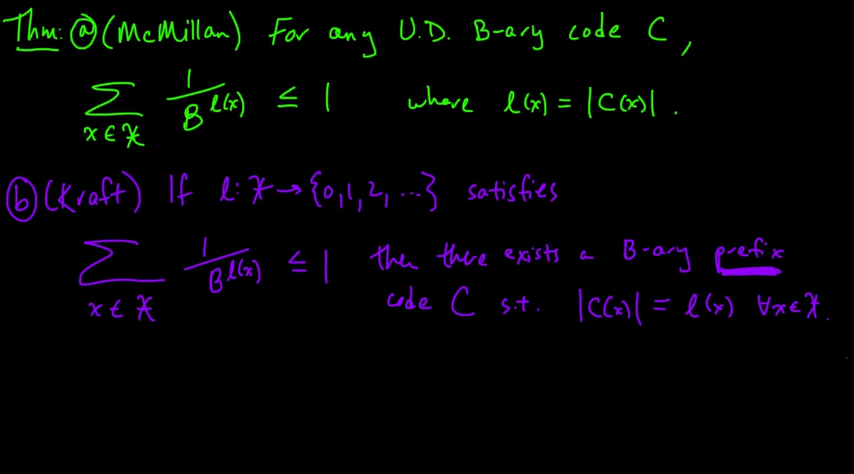 Thm: ⓐ (McMillan) For any U.D. B-ary code C,
∑_{x∈𝒳} 1/B^{l(x)} ≤ 1 where l(x) = |C(x)|.
ⓑ (Kraft) If l: 𝒳 → {0,1,2,...} satisfies
∑_{x∈𝒳} 1/B^{l(x)} ≤ 1 then there exists a B-ary prefix
code C s.t. |C(x)| = l(x) ∀x∈𝒳.